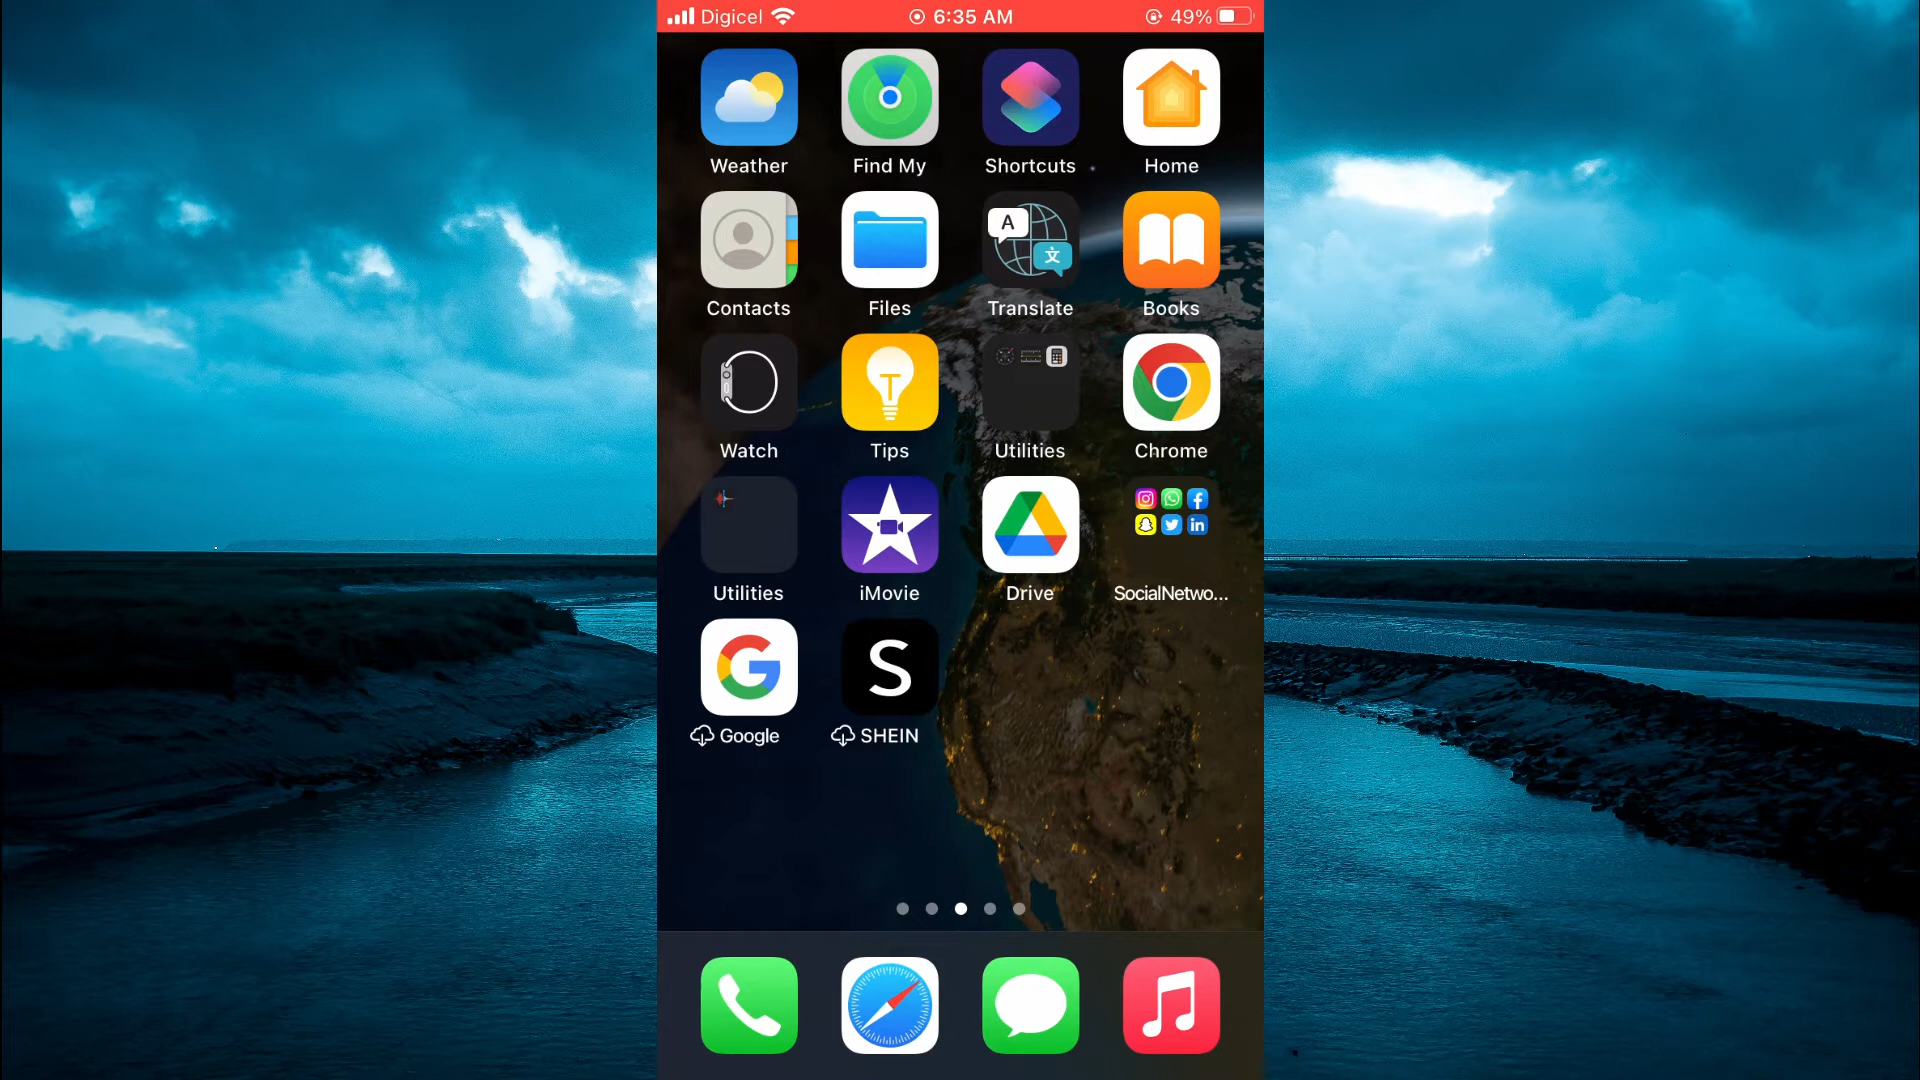 Digicel 6:35 AM 49%
Weather Find My Shortcuts Home
A
文
Contacts Files Translate Books
Watch Tips Utilities Chrome
Utilities iMovie Drive SocialNetwo...
G S
Google SHEIN